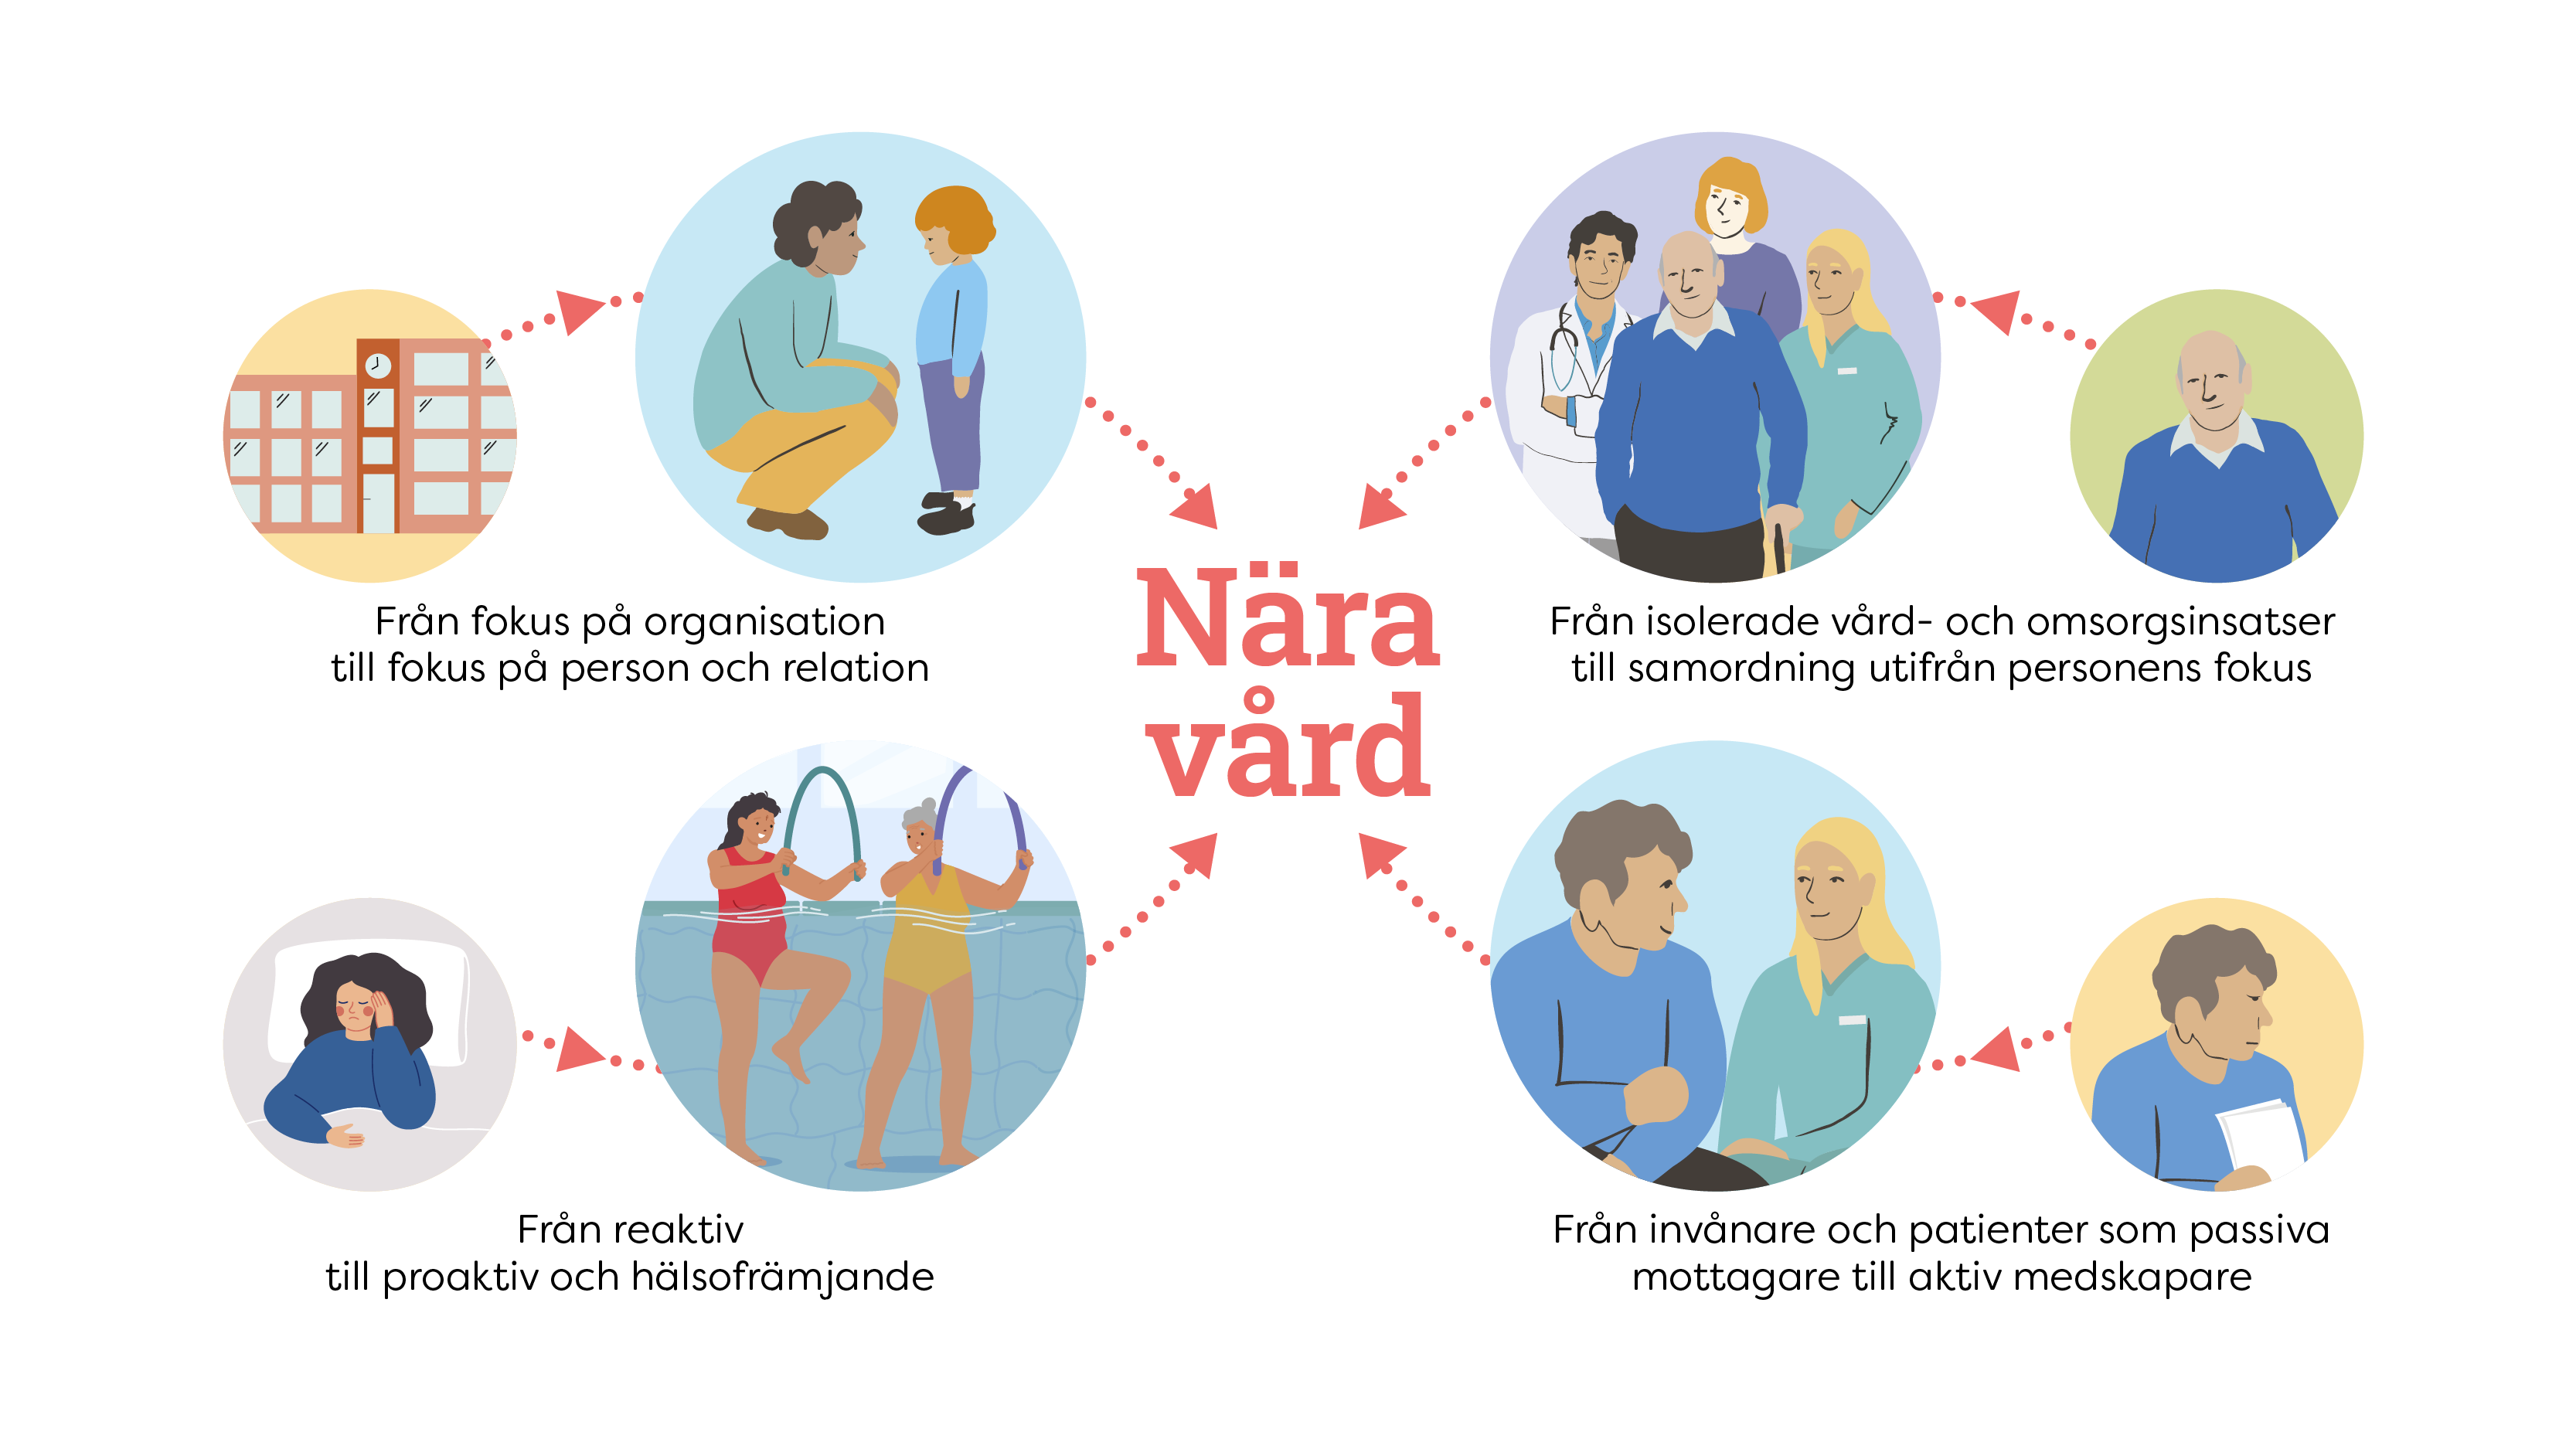 Från fokus på organisation
till fokus på person och relation
Nära
vård
Från isolerade vård- och omsorgsinsatser
till samordning utifrån personens fokus
Från reaktiv
till proaktiv och hälsofrämjande
Från invånare och patienter som passiva
mottagare till aktiv medskapare